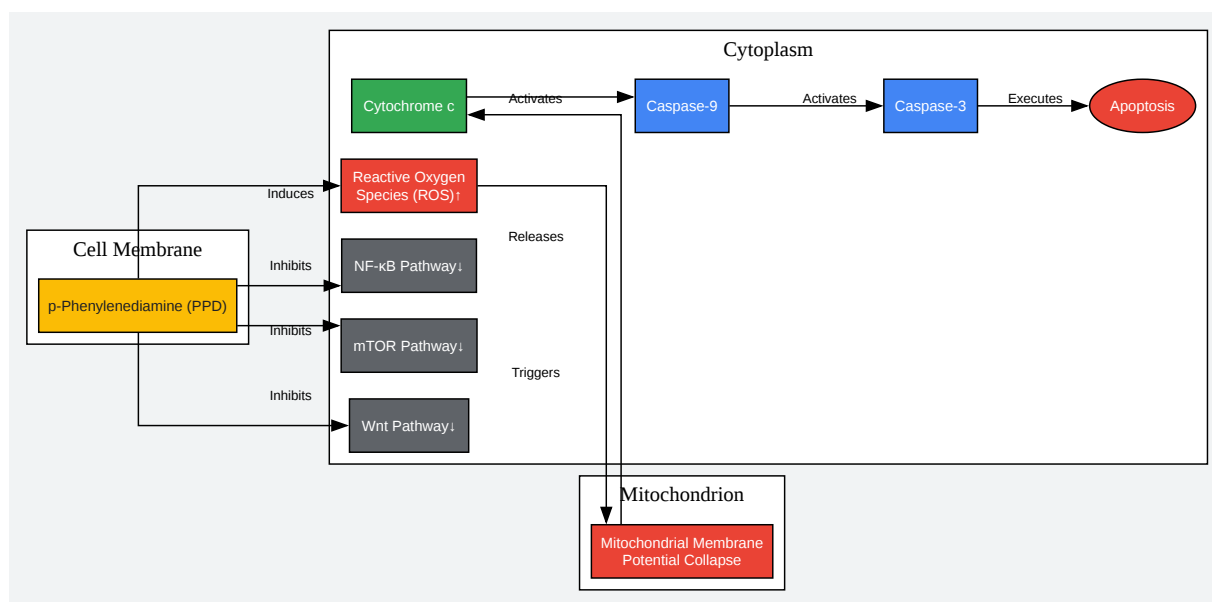 Cytoplasm
Cytochrome c
Activates
Caspase-9
Activates
Caspase-3
Executes
Apoptosis
Reactive Oxygen
Species (ROS)↑
Induces
Releases
Cell Membrane
p-Phenylenediamine (PPD)
Inhibits
NF-κB Pathway↓
Inhibits
mTOR Pathway↓
Triggers
Inhibits
Wnt Pathway↓
Mitochondrion
Mitochondrial Membrane
Potential Collapse